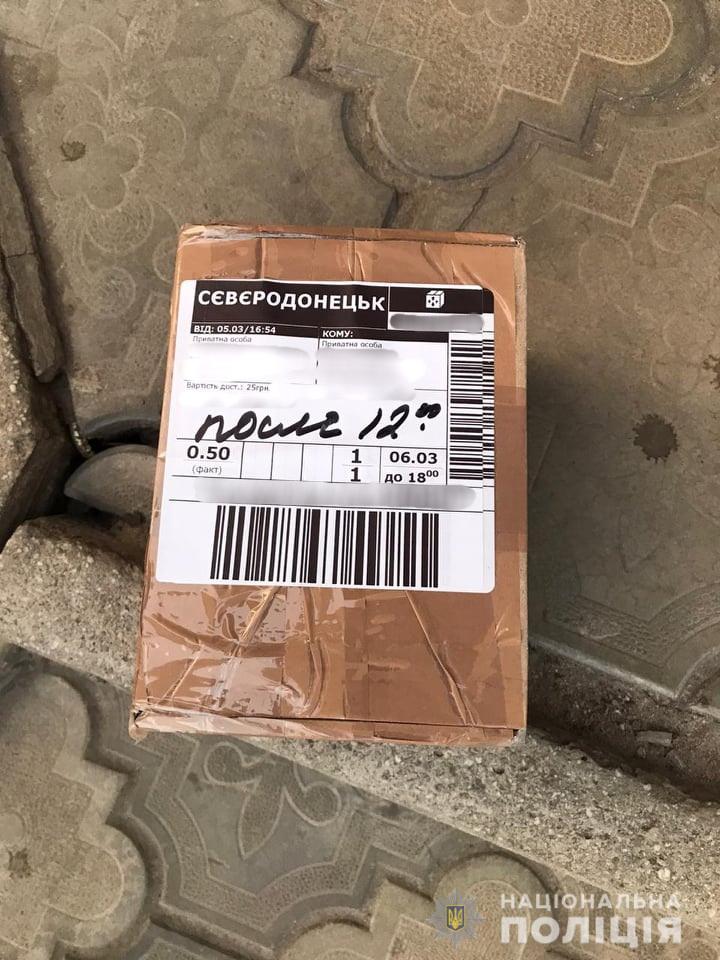 СЄВЄРОДОНЕЦЬК
ВІД: 05.03/16:54
Приватна особа
КОМУ:
Приватна особа
Вартість дост.: 25грн.
после 12⁰⁰
0.50
(факт)
1
1
06.03
до 18⁰⁰
НАЦІОНАЛЬНА
ПОЛІЦІЯ